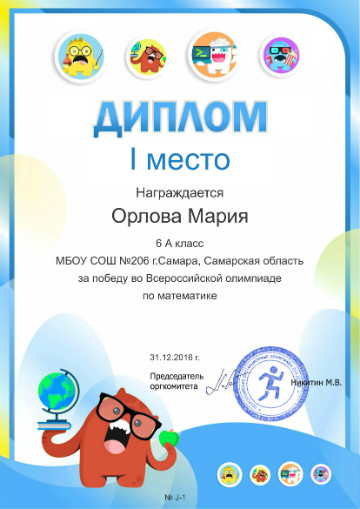 ДИПЛОМ
I место
Награждается
Орлова Мария
6 А класс
МБОУ СОШ №206 г.Самара, Самарская область
за победу во Всероссийской олимпиаде
по математике
31.12.2016 г.
Председатель
оргкомитета
Никитин М.В.
№ J-1